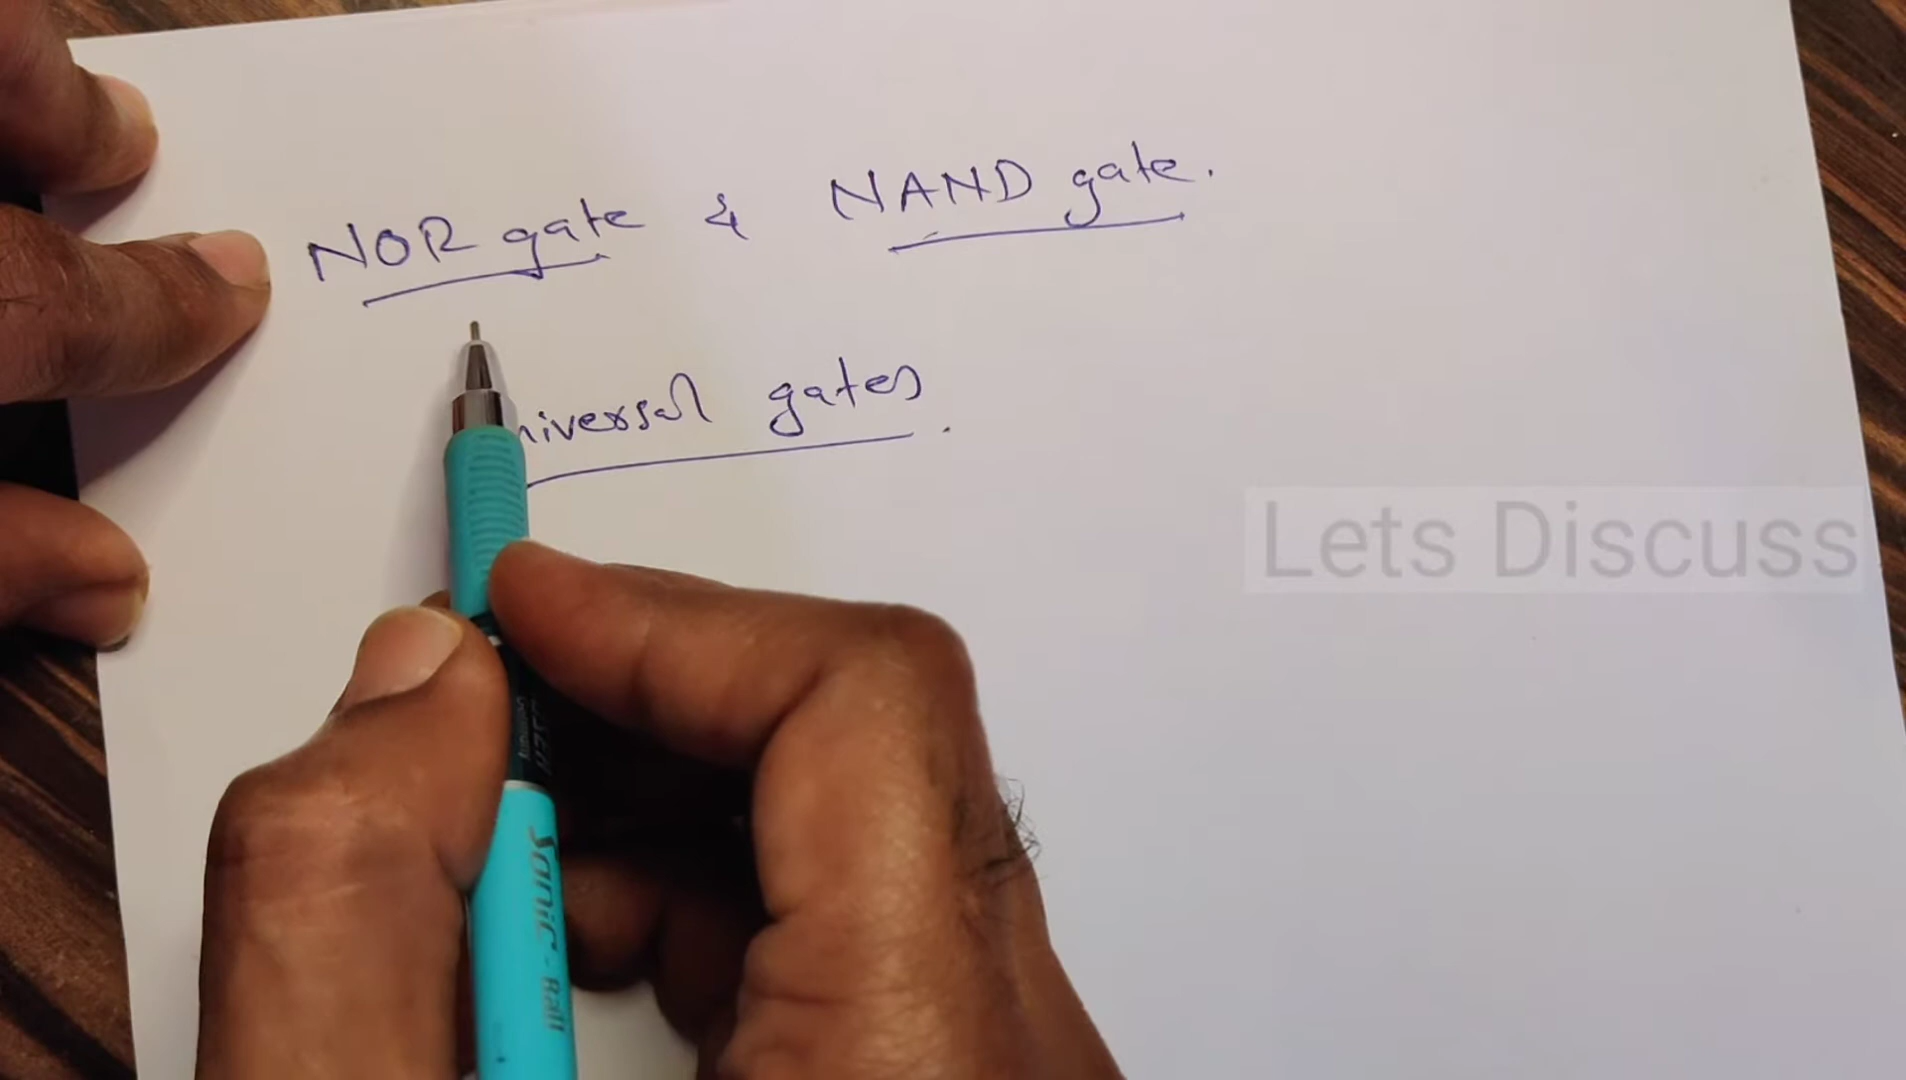 NOR gate & NAND gate.
niversal gates.
Lets Discuss
Sonic - Ball